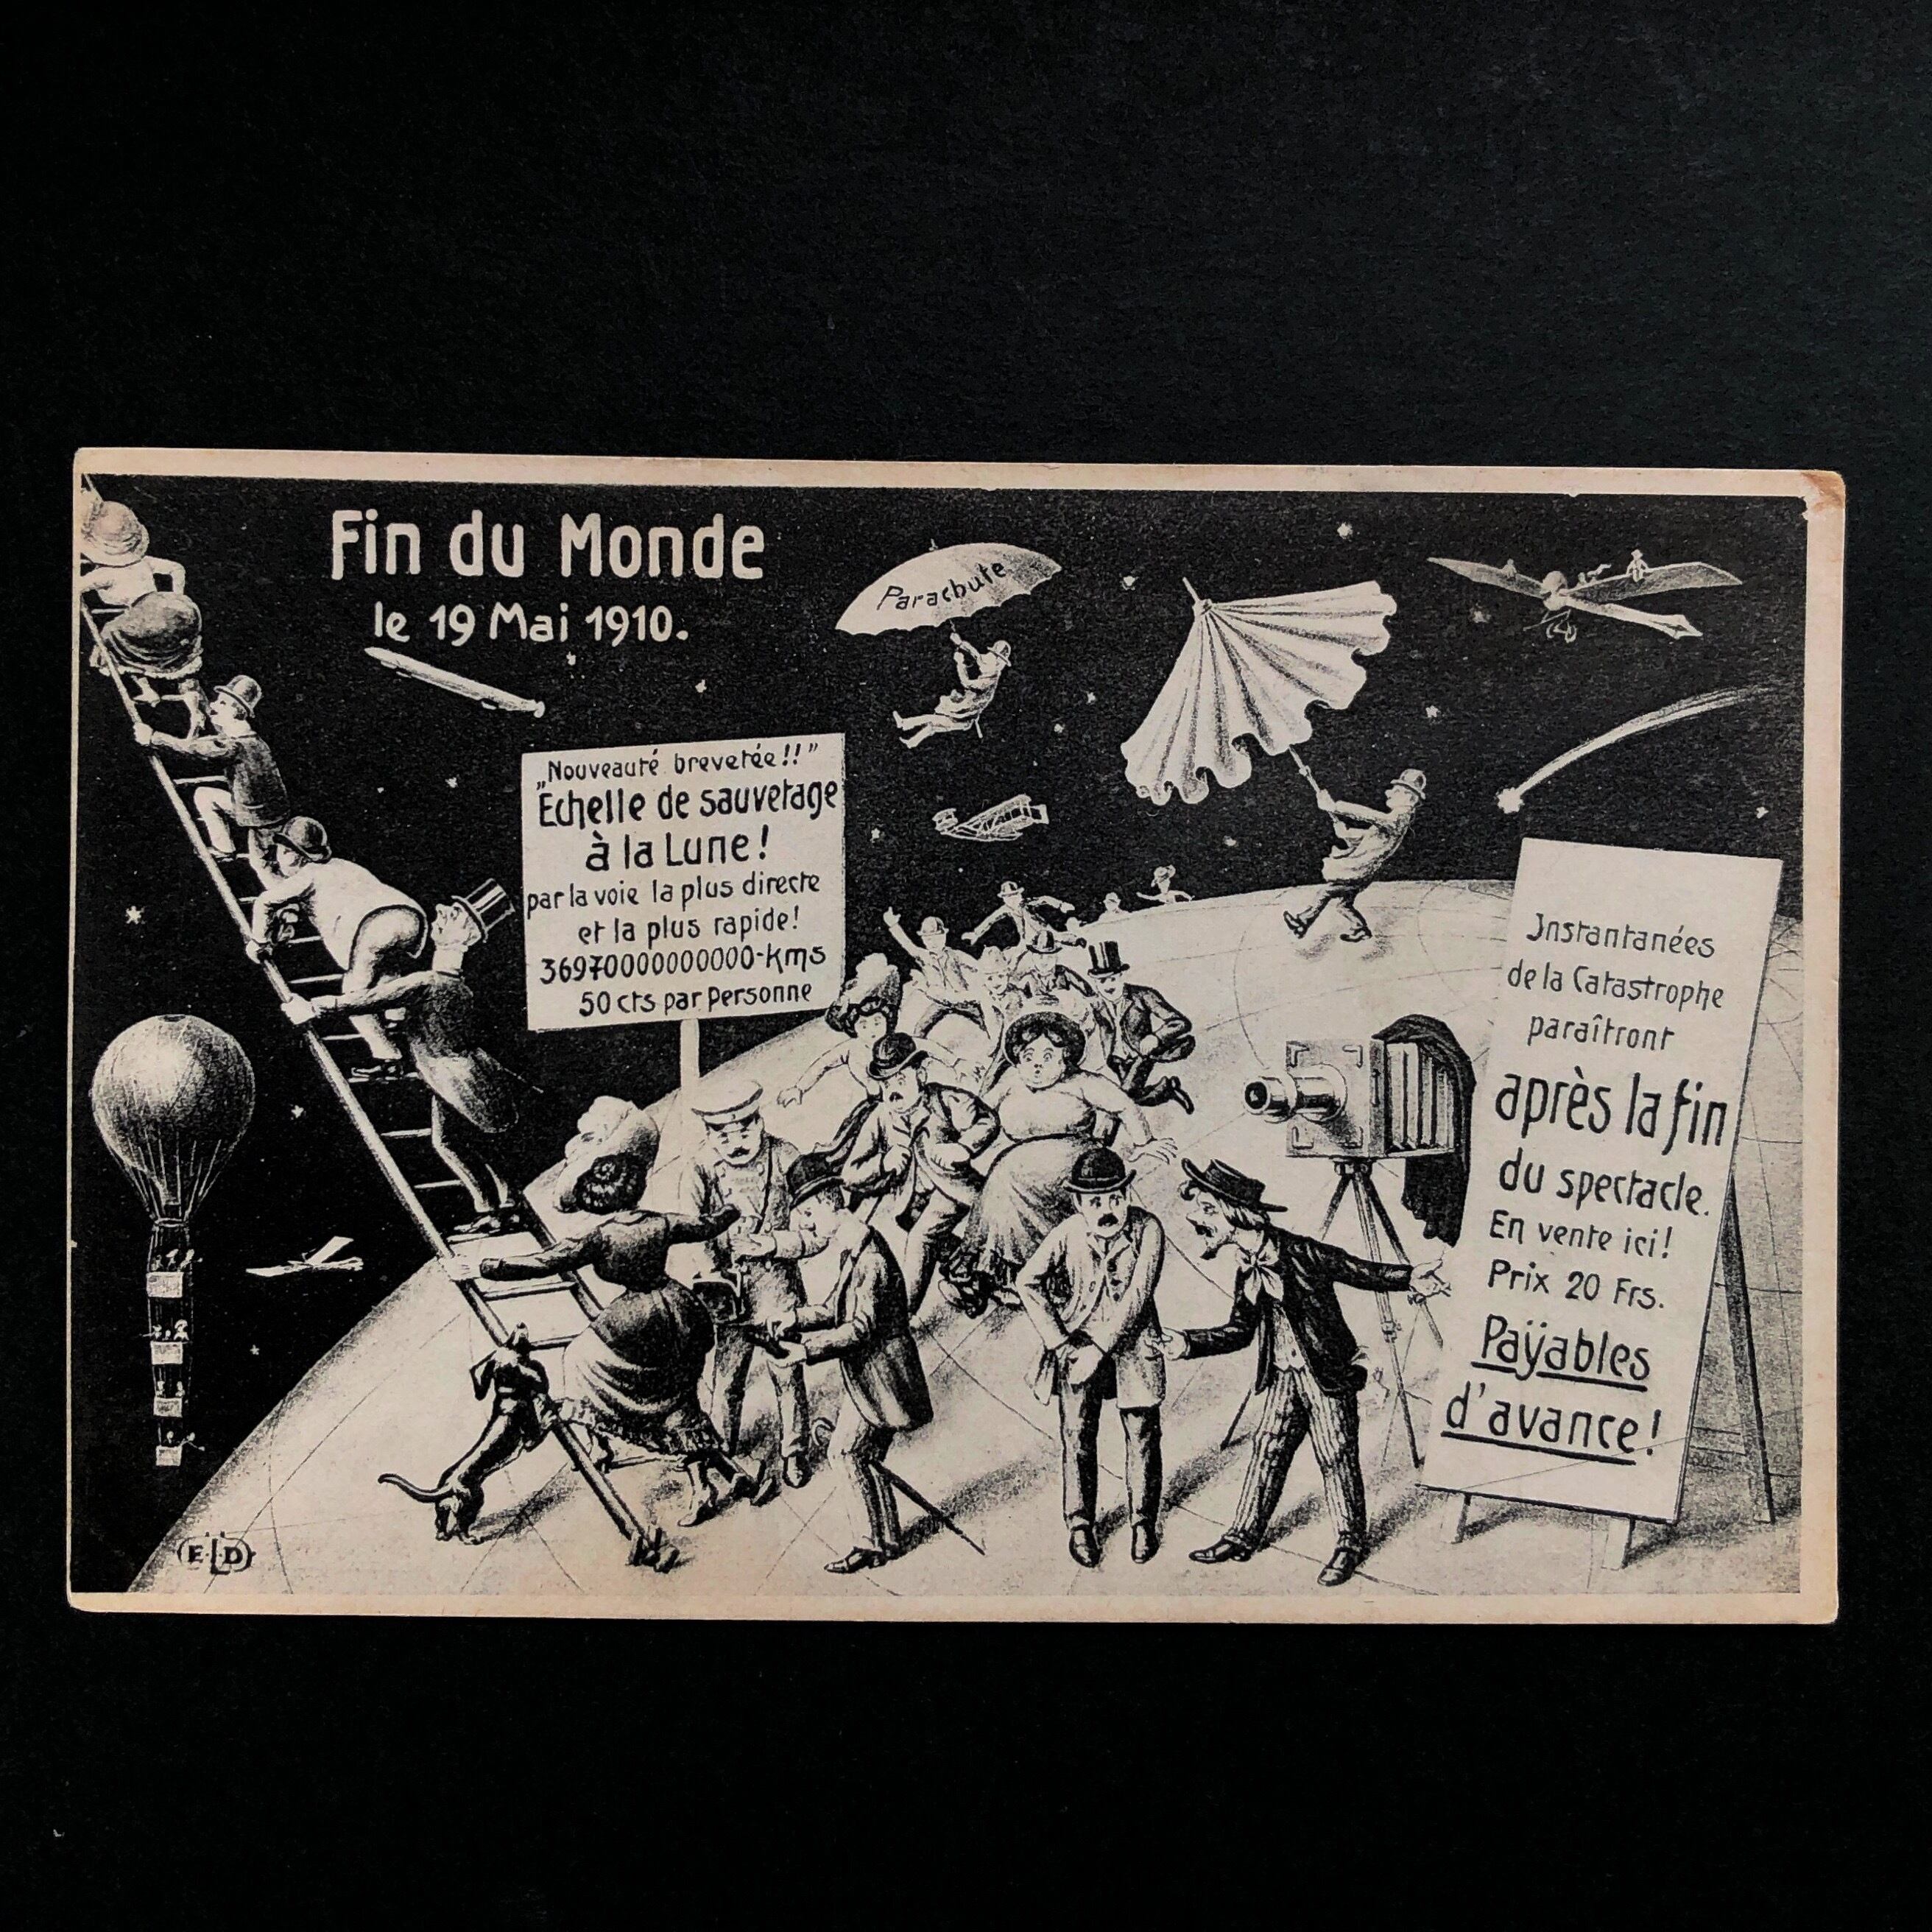 Fin du Monde
le 19 Mai 1910.
Parachute
„Nouveauté brevetée!!”
"Echelle de sauvetage
à la Lune!
par la voie la plus directe
et la plus rapide!
36970000000000-kms
50 cts par personne
Jnstantanées
de la Catastrophe
paraîtront
après la fin
du spectacle.
En vente ici!
Prix 20 Frs.
Paÿables
d'avance!
E·L·D